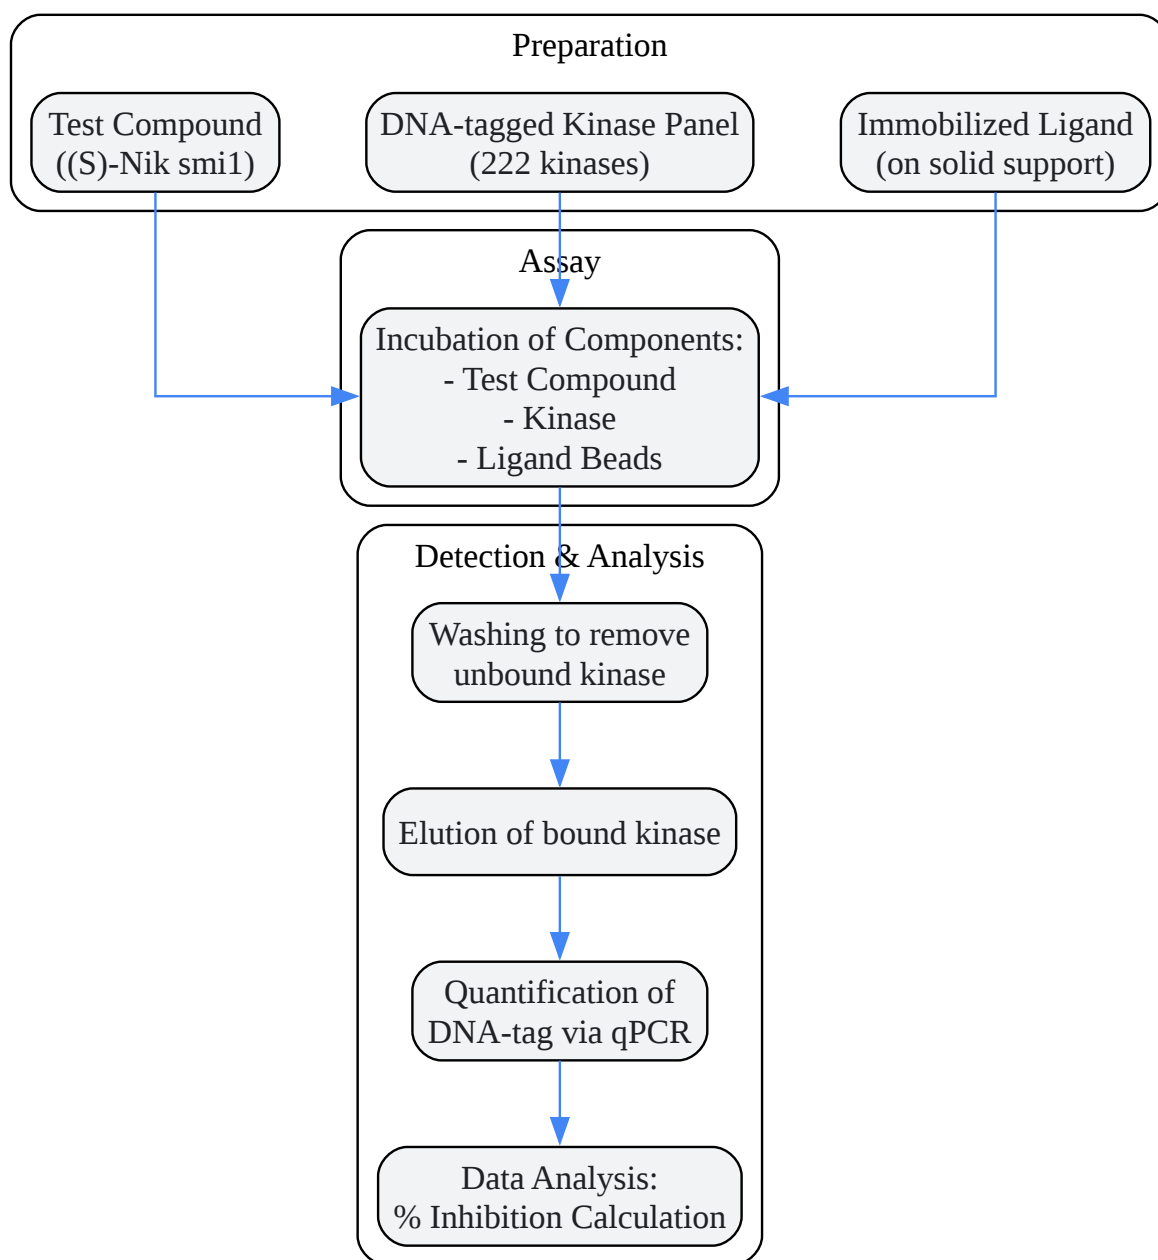 Preparation
Test Compound
((S)-Nik smi1)
DNA-tagged Kinase Panel
(222 kinases)
Immobilized Ligand
(on solid support)
Assay
Incubation of Components:
- Test Compound
- Kinase
- Ligand Beads
Detection & Analysis
Washing to remove
unbound kinase
Elution of bound kinase
Quantification of
DNA-tag via qPCR
Data Analysis:
% Inhibition Calculation